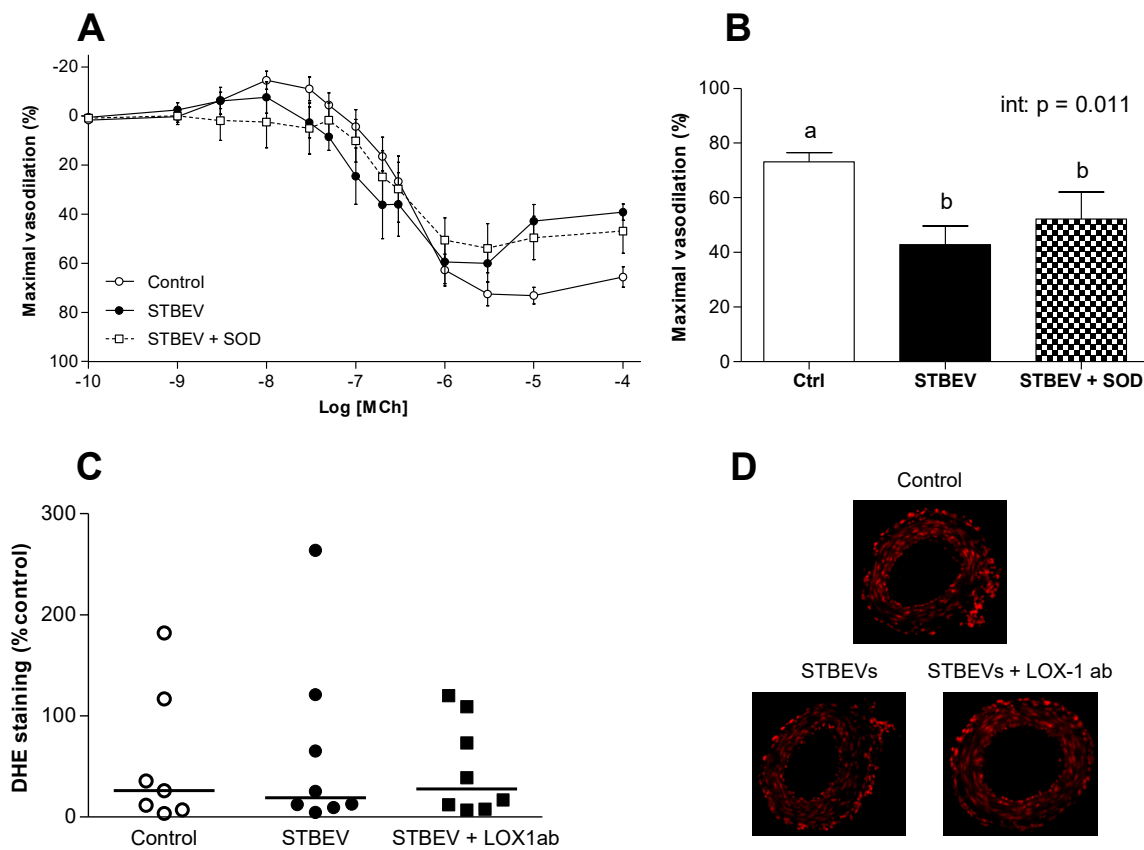 A
Maximal vasodilation (%)
-20
0
20
40
60
80
100
-10
-9
-8
-7
-6
-5
-4
Log [MCh]
Control
STBEV
STBEV + SOD
B
Maximal vasodilation (%)
100
80
60
40
20
0
int: p = 0.011
a
b
b
Ctrl
STBEV
STBEV + SOD
C
DHE staining (%control)
300
200
100
0
Control
STBEV
STBEV + LOX1ab
D
Control
STBEVs
STBEVs + LOX-1 ab